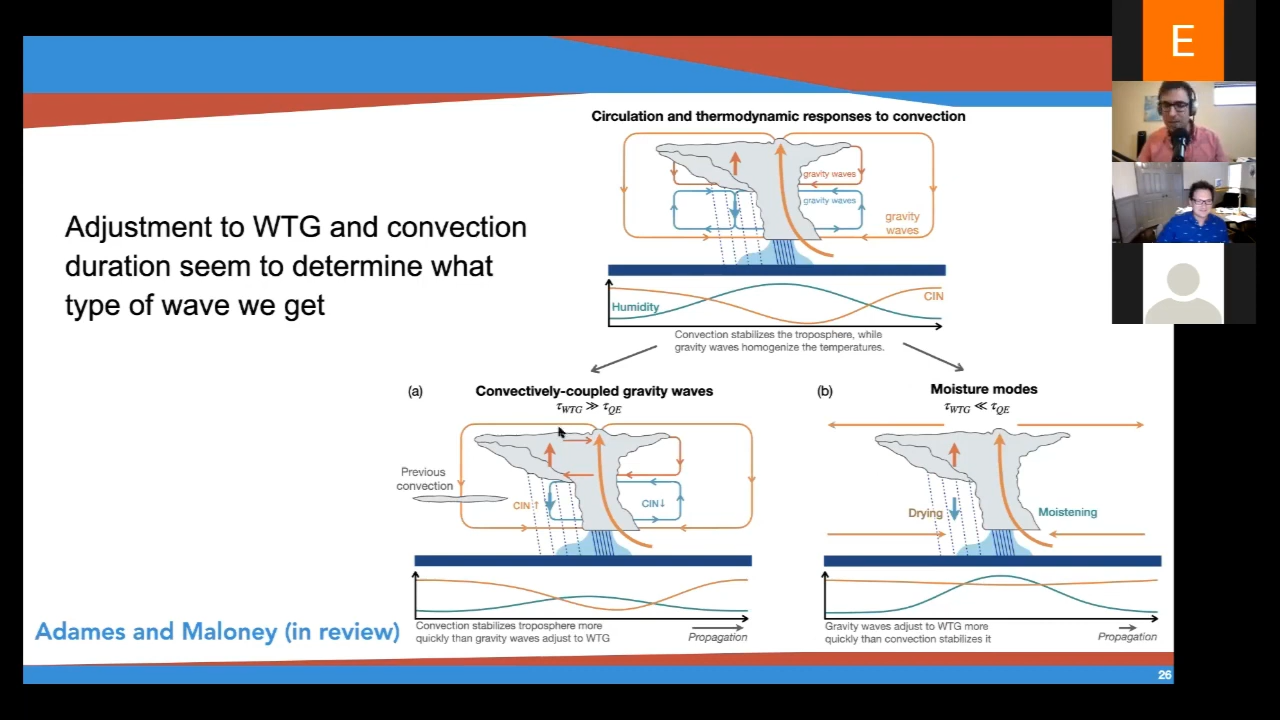 E
Adjustment to WTG and convection
duration seem to determine what
type of wave we get
Circulation and thermodynamic responses to convection
gravity waves
gravity waves
gravity
waves
Humidity
CIN
Convection stabilizes the troposphere, while
gravity waves homogenize the temperatures.
(a)
Convectively-coupled gravity waves
τWTG ≫ τQE
Previous
convection
CIN↑
CIN↓
Convection stabilizes troposphere more
quickly than gravity waves adjust to WTG
Propagation
(b)
Moisture modes
τWTG ≪ τQE
Drying
Moistening
Gravity waves adjust to WTG more
quickly than convection stabilizes it
Propagation
Adames and Maloney (in review)
26